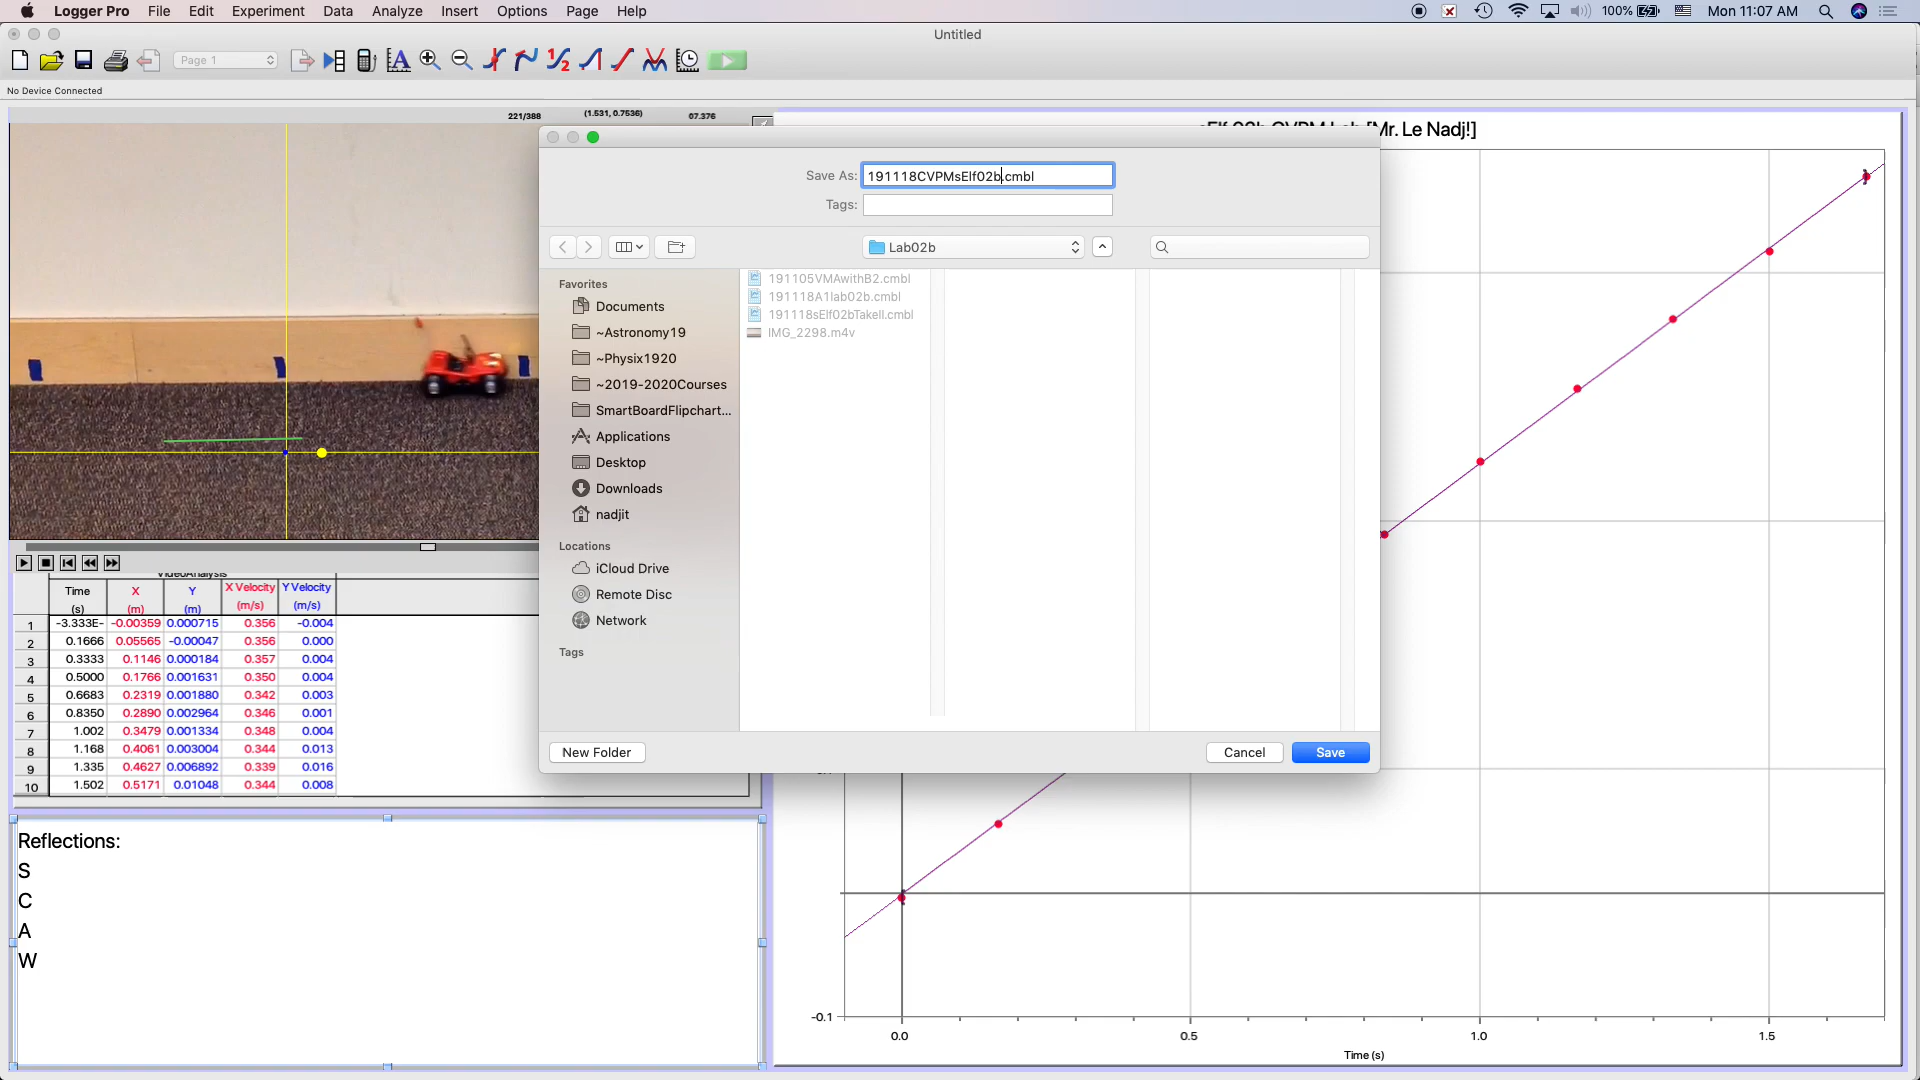 Logger Pro File Edit Experiment Data Analyze Insert Options Page Help 100% Mon 11:07 AM
Untitled
Page 1
No Device Connected
221/388 (1.531, 0.7536) 67.376
[Mr. Le Nadj!]
Save As: 191118CVPMsElf02b.cmbl
Tags:
Lab02b
Favorites
Documents
~Astronomy19
~Physix1920
~2019-2020Courses
SmartBoardFlipchart...
Applications
Desktop
Downloads
nadjit
Locations
iCloud Drive
Remote Disc
Network
Tags
191105VMAwithB2.cmbl
191118A1lab02b.cmbl
191118sElf02bTakeII.cmbl
IMG_2298.m4v
New Folder Cancel Save
VideoAnalysis
Time X Y X Velocity Y Velocity
(s) (m) (m) (m/s) (m/s)
1 -3.333E- -0.00359 0.000715 0.356 -0.004
2 0.1666 0.05565 -0.00047 0.356 0.000
3 0.3333 0.1146 0.000184 0.357 0.004
4 0.5000 0.1766 0.001631 0.350 0.004
5 0.6683 0.2319 0.001880 0.342 0.003
6 0.8350 0.2890 0.002964 0.346 0.001
7 1.002 0.3479 0.001334 0.348 0.004
8 1.168 0.4061 0.003004 0.344 0.013
9 1.335 0.4627 0.006892 0.339 0.016
10 1.502 0.5171 0.01048 0.344 0.008
Reflections:
S
C
A
W
-0.1
0.0 0.5 1.0 1.5
Time (s)